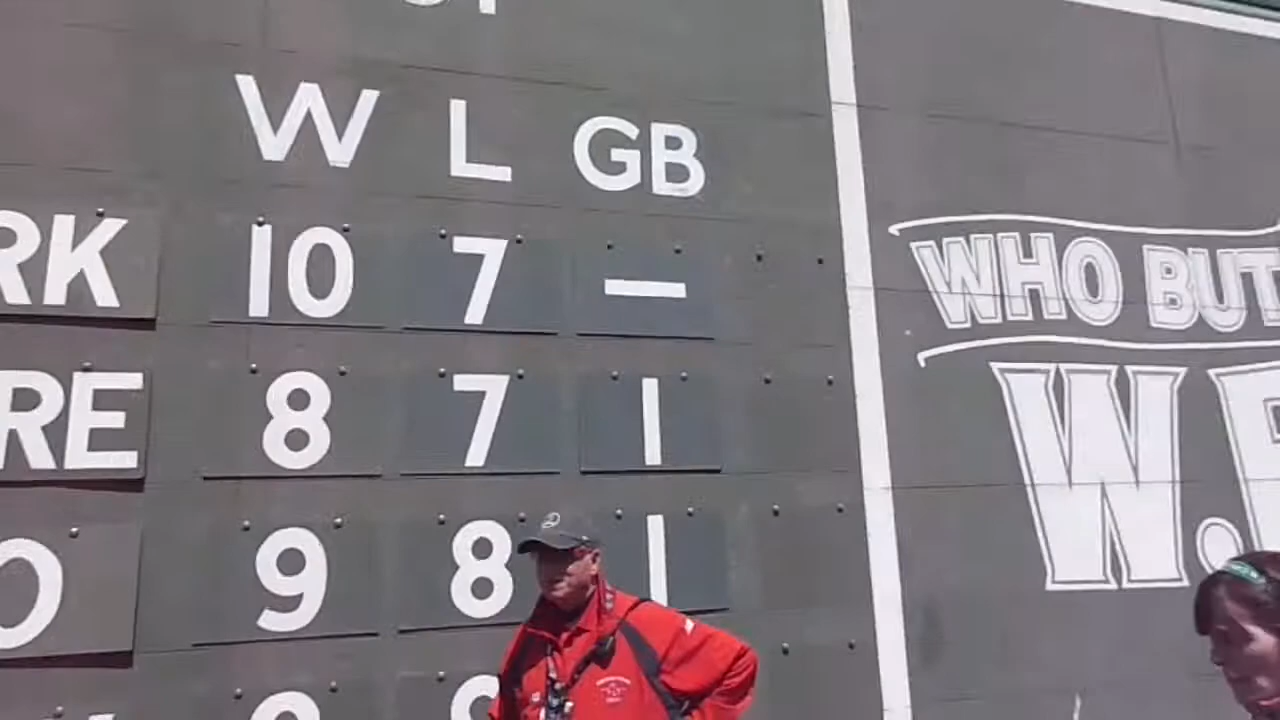 W L GB
RK 10 7 –
RE 8 7 1
O 9 8 1
WHO BUT
W.